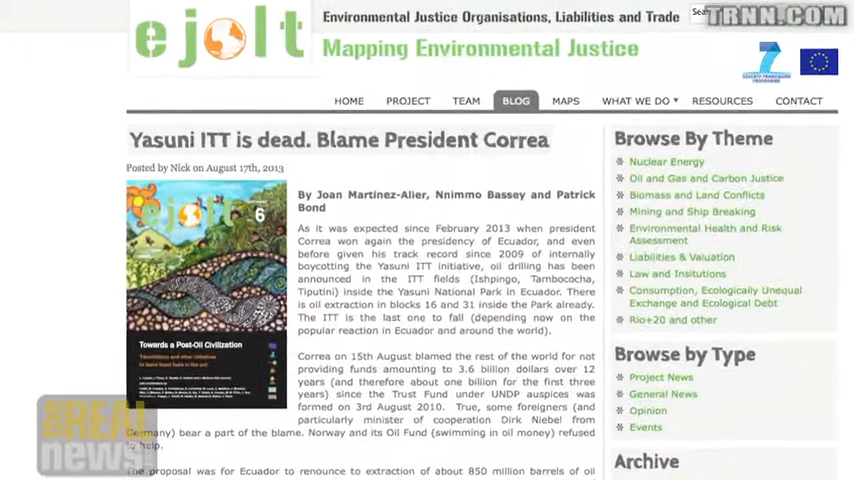 TRNN.COM
Sear
ejolt
Environmental Justice Organisations, Liabilities and Trade
Mapping Environmental Justice
7
SEVENTH FRAMEWORK
PROGRAMME
HOME PROJECT TEAM BLOG MAPS WHAT WE DO RESOURCES CONTACT
Yasuni ITT is dead. Blame President Correa
Posted by Nick on August 17th, 2013
ejolt
6
Towards a Post-Oil Civilization
By Joan Martinez-Alier, Nnimmo Bassey and Patrick
Bond
As it was expected since February 2013 when president
Correa won again the presidency of Ecuador, and even
before given his track record since 2009 of internally
boycotting the Yasuni ITT initiative, oil drilling has been
announced in the ITT fields (Ishpingo, Tambococha,
Tiputini) inside the Yasuni National Park in Ecuador. There
is oil extraction in blocks 16 and 31 inside the Park already.
The ITT is the last one to fall (depending now on the
popular reaction in Ecuador and around the world).
Correa on 15th August blamed the rest of the world for not
providing funds amounting to 3.6 billion dollars over 12
years (and therefore about one billion for the first three
years) since the Trust Fund under UNDP auspices was
formed on 3rd August 2010. True, some foreigners (and
particularly minister of cooperation Dirk Niebel from
Germany) bear a part of the blame. Norway and its Oil Fund (swimming in oil money) refused
to help.
The proposal was for Ecuador to renounce to extraction of about 850 million barrels of oil
Browse By Theme
Nuclear Energy
Oil and Gas and Carbon Justice
Biomass and Land Conflicts
Mining and Ship Breaking
Environmental Health and Risk
Assessment
Liabilities & Valuation
Law and Insitutions
Consumption, Ecologically Unequal
Exchange and Ecological Debt
Rio+20 and other
Browse by Type
Project News
General News
Opinion
Events
Archive
the REAL
news